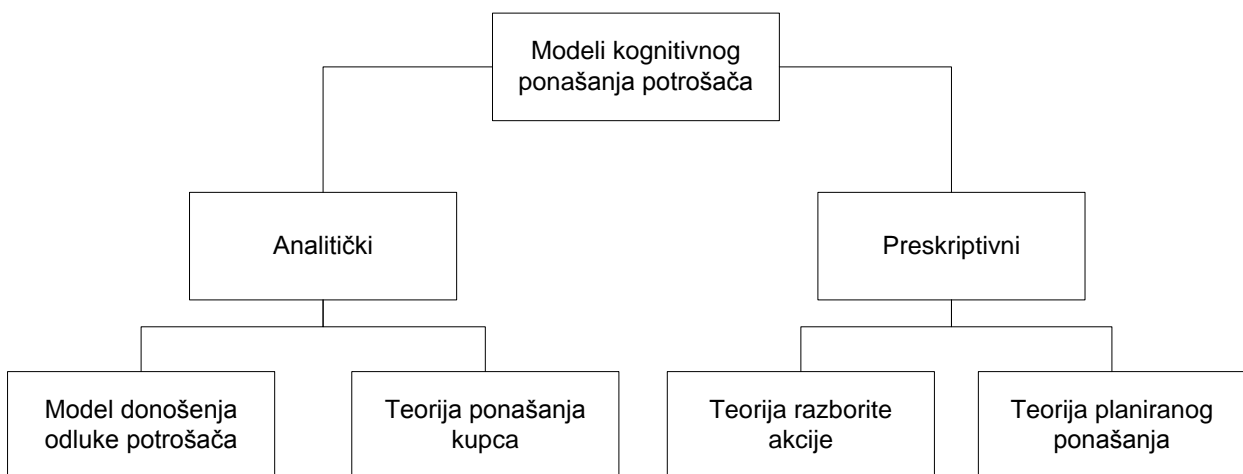 Modeli kognitivnog
ponašanja potrošača
Analitički
Preskriptivni
Model donošenja
odluke potrošača
Teorija ponašanja
kupca
Teorija razborite
akcije
Teorija planiranog
ponašanja